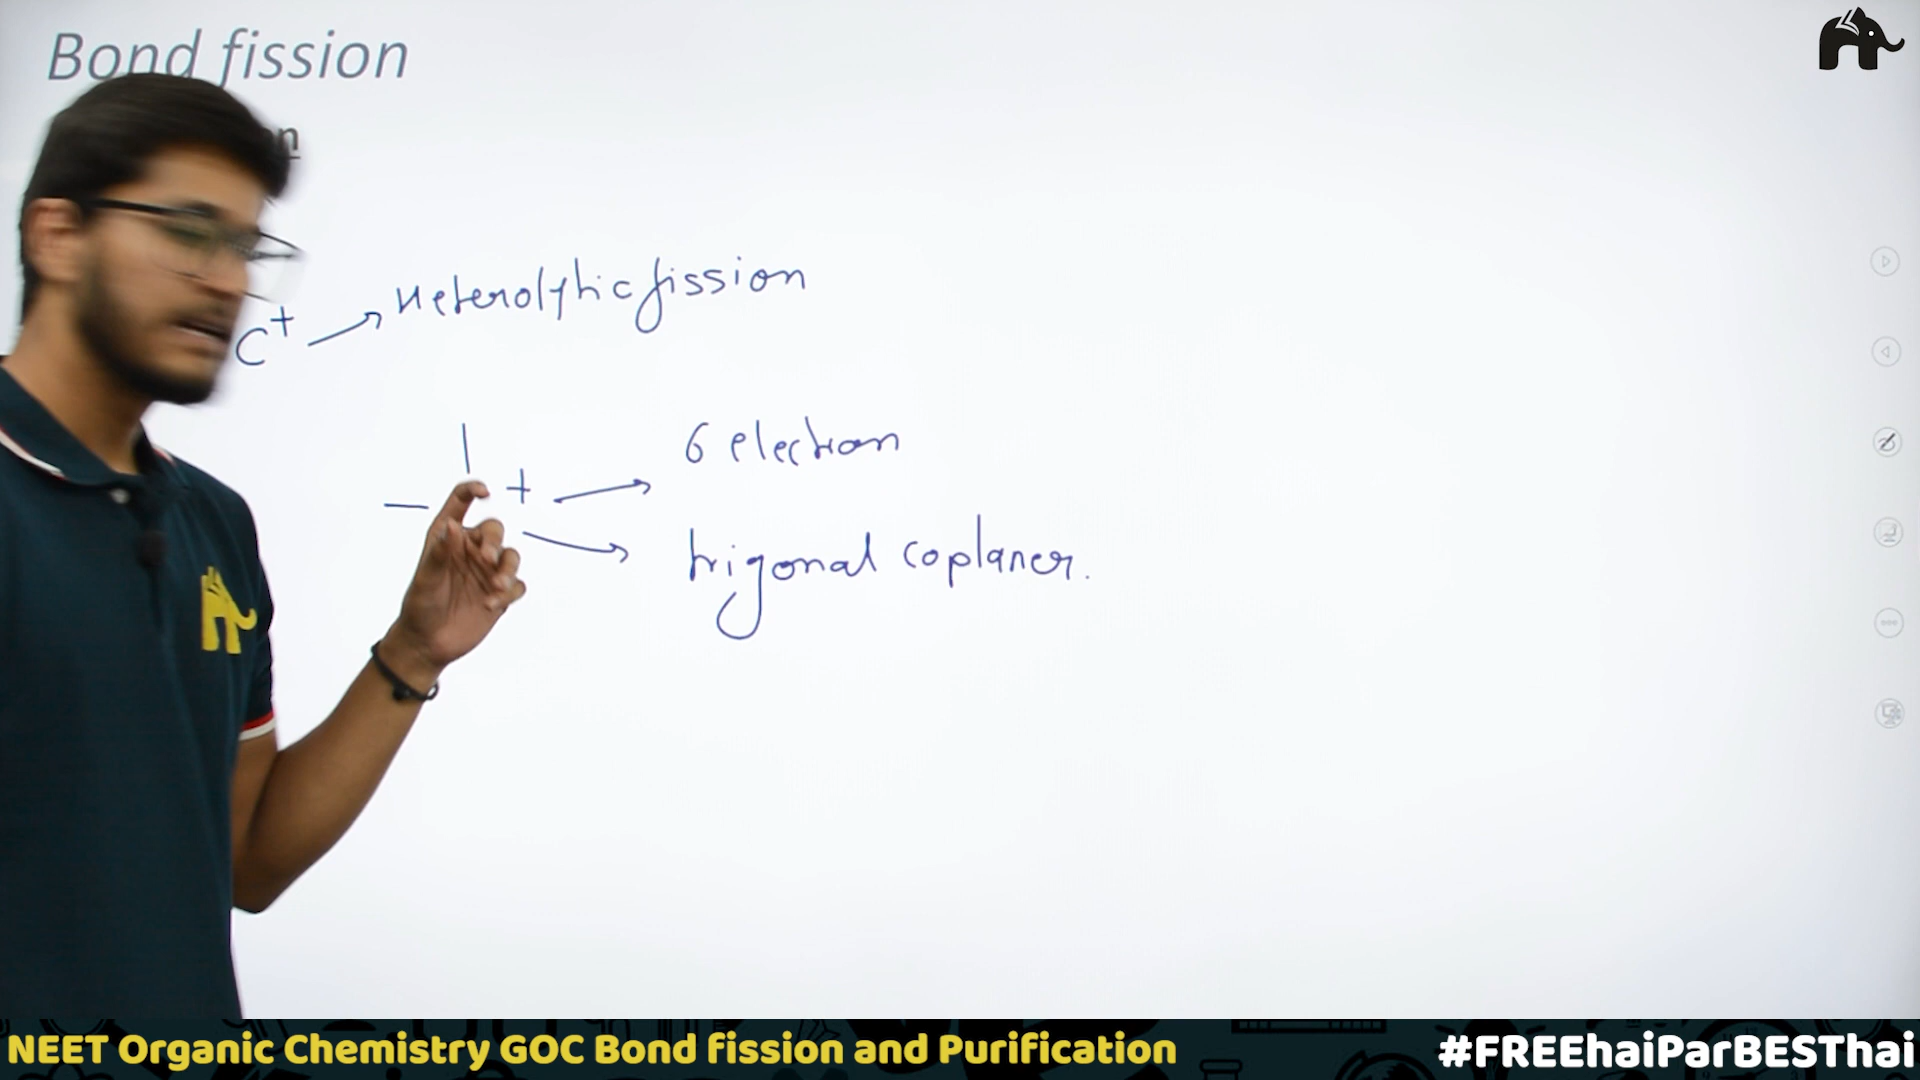 Bond fission
C+ → Heterolytic fission
+ → 6 electron
→ trigonal coplaner.
NEET Organic Chemistry GOC Bond fission and Purification
#FREEhaiParBESThai